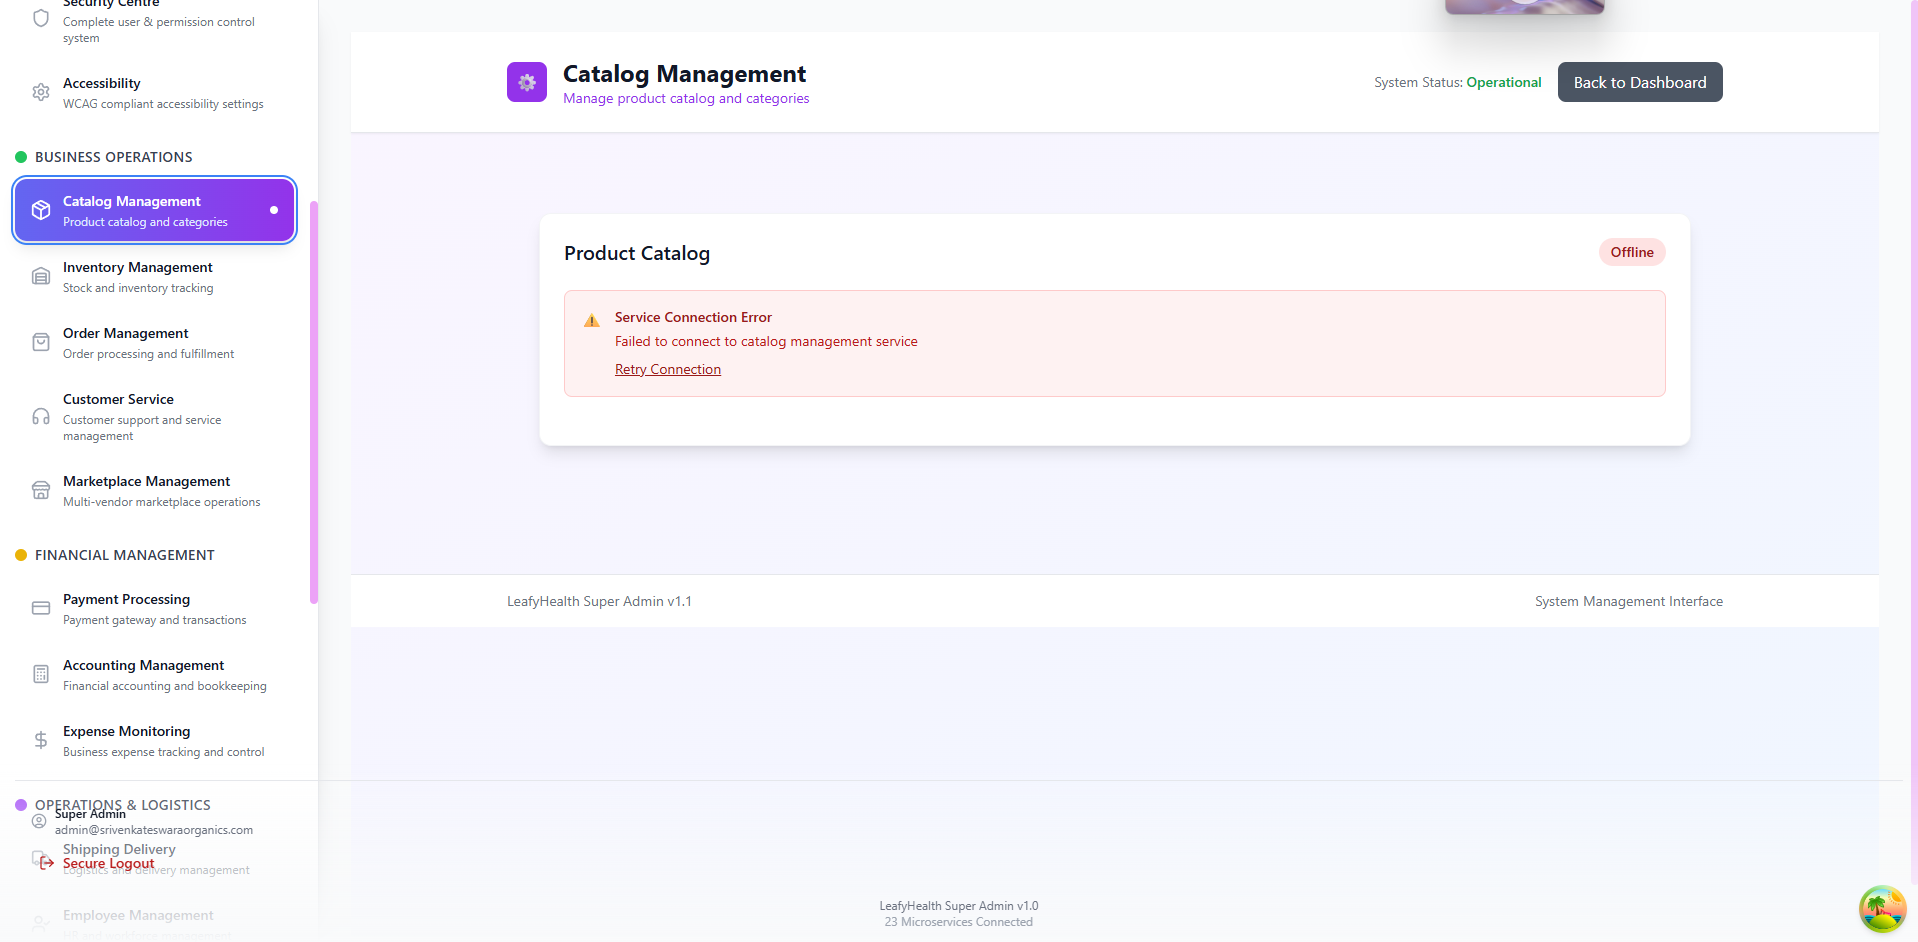 Security Centre
Complete user & permission control
system
Accessibility
WCAG compliant accessibility settings
BUSINESS OPERATIONS
Catalog Management
Product catalog and categories
Inventory Management
Stock and inventory tracking
Order Management
Order processing and fulfillment
Customer Service
Customer support and service
management
Marketplace Management
Multi-vendor marketplace operations
FINANCIAL MANAGEMENT
Payment Processing
Payment gateway and transactions
Accounting Management
Financial accounting and bookkeeping
Expense Monitoring
Business expense tracking and control
OPERATIONS & LOGISTICS
Super Admin
admin@srivenkateswaraorganics.com
Shipping Delivery
Secure Logout
Logistics and delivery management
Employee Management
HR and workforce management
Catalog Management
Manage product catalog and categories
System Status: Operational
Back to Dashboard
Product Catalog
Offline
Service Connection Error
Failed to connect to catalog management service
Retry Connection
LeafyHealth Super Admin v1.1
System Management Interface
LeafyHealth Super Admin v1.0
23 Microservices Connected